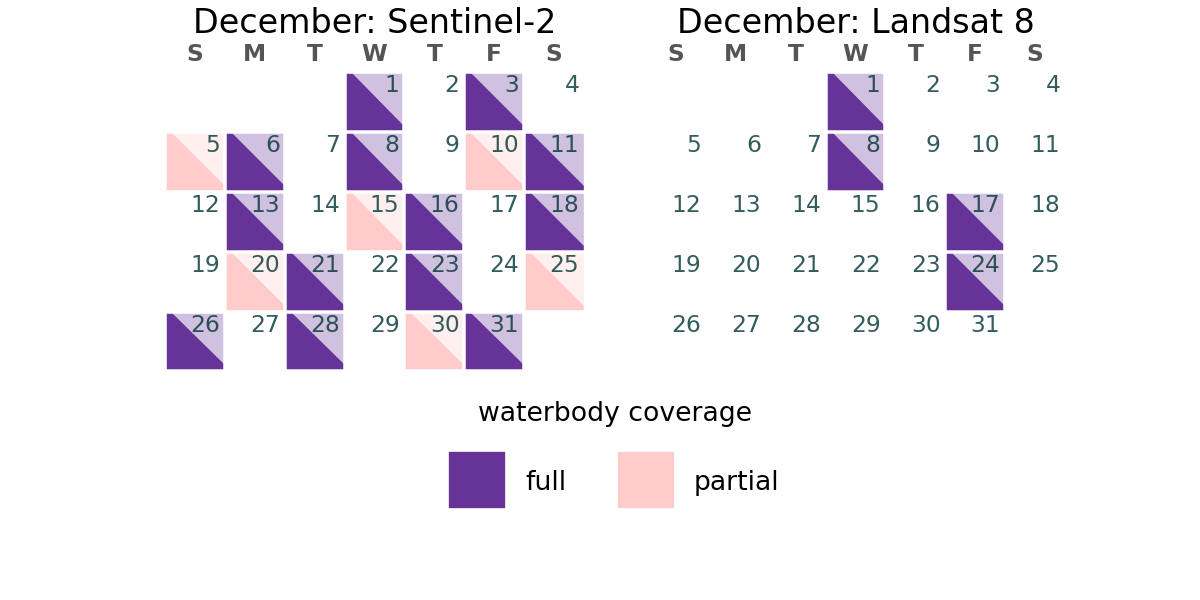 December: Sentinel-2
S M T W T F S
1 2 3 4
5 6 7 8 9 10 11
12 13 14 15 16 17 18
19 20 21 22 23 24 25
26 27 28 29 30 31
December: Landsat 8
S M T W T F S
1 2 3 4
5 6 7 8 9 10 11
12 13 14 15 16 17 18
19 20 21 22 23 24 25
26 27 28 29 30 31
waterbody coverage
full partial